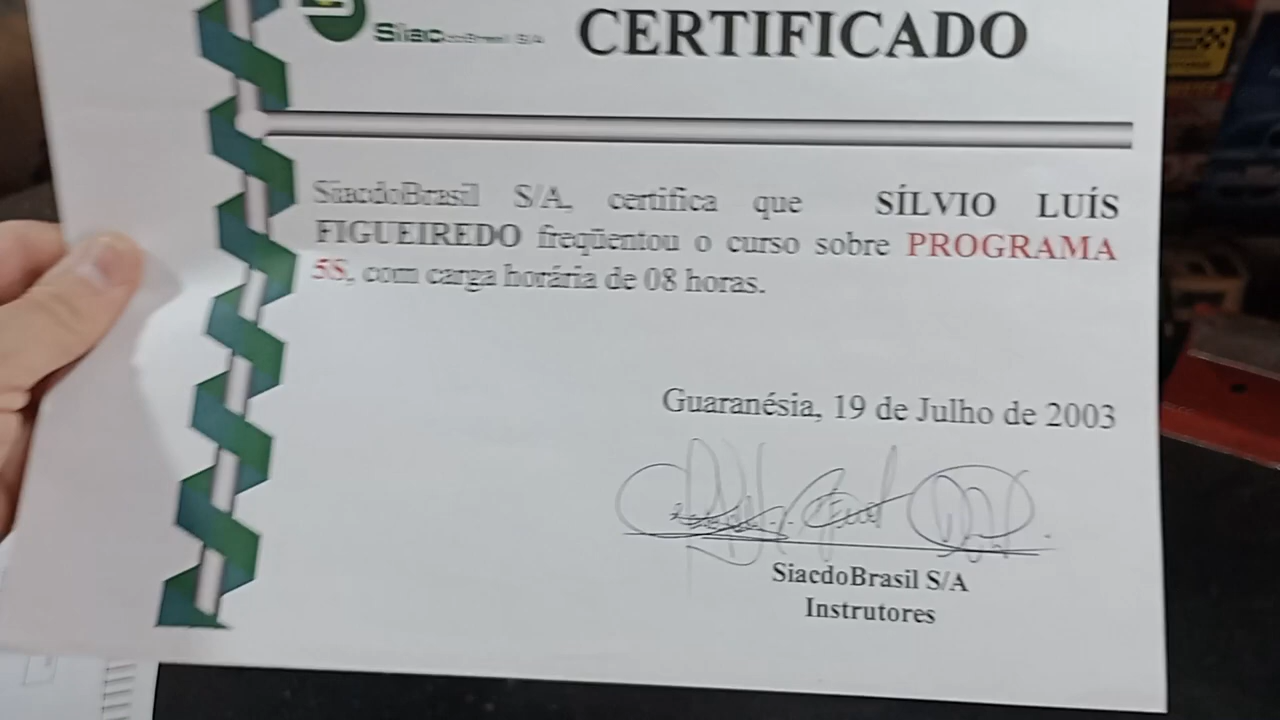 SiacdoBrasil S/A
CERTIFICADO
SiacdoBrasil S/A, certifica que SÍLVIO LUÍS
FIGUEIREDO freqüentou o curso sobre PROGRAMA
5S, com carga horária de 08 horas.
Guaranésia, 19 de Julho de 2003
SiacdoBrasil S/A
Instrutores